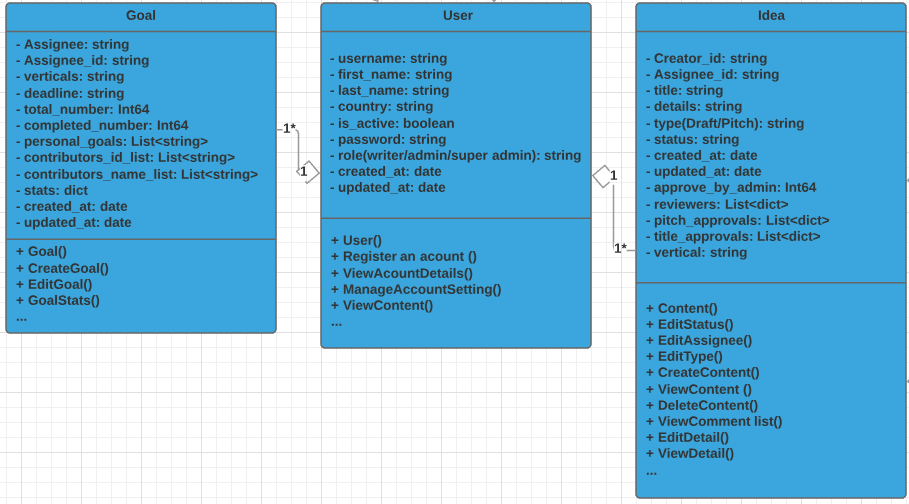 Goal
- Assignee: string
- Assignee_id: string
- verticals: string
- deadline: string
- total_number: Int64
- completed_number: Int64
- personal_goals: List<string>
- contributors_id_list: List<string>
- contributors_name_list: List<string>
- stats: dict
- created_at: date
- updated_at: date
+ Goal()
+ CreateGoal()
+ EditGoal()
+ GoalStats()
...
1*
1
User
- username: string
- first_name: string
- last_name: string
- country: string
- is_active: boolean
- password: string
- role(writer/admin/super admin): string
- created_at: date
- updated_at: date
+ User()
+ Register an acount ()
+ ViewAcountDetails()
+ ManageAccountSetting()
+ ViewContent()
...
1
1*
Idea
- Creator_id: string
- Assignee_id: string
- title: string
- details: string
- type(Draft/Pitch): string
- status: string
- created_at: date
- updated_at: date
- approve_by_admin: Int64
- reviewers: List<dict>
- pitch_approvals: List<dict>
- title_approvals: List<dict>
- vertical: string
+ Content()
+ EditStatus()
+ EditAssignee()
+ EditType()
+ CreateContent()
+ ViewContent ()
+ DeleteContent()
+ ViewComment list()
+ EditDetail()
+ ViewDetail()
...